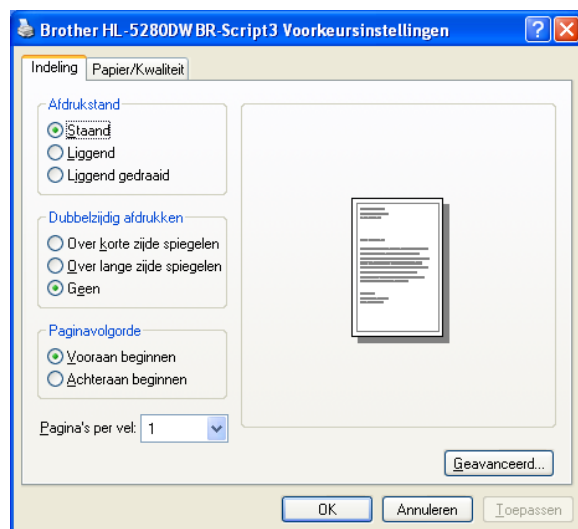 Brother HL-5280DW BR-Script3 Voorkeursinstellingen
Indeling
Papier/Kwaliteit
Afdrukstand
Staand
Liggend
Liggend gedraaid
Dubbelzijdig afdrukken
Over korte zijde spiegelen
Over lange zijde spiegelen
Geen
Paginavolgorde
Vooraan beginnen
Achteraan beginnen
Pagina's per vel: 1
Geavanceerd...
OK
Annuleren
Toepassen